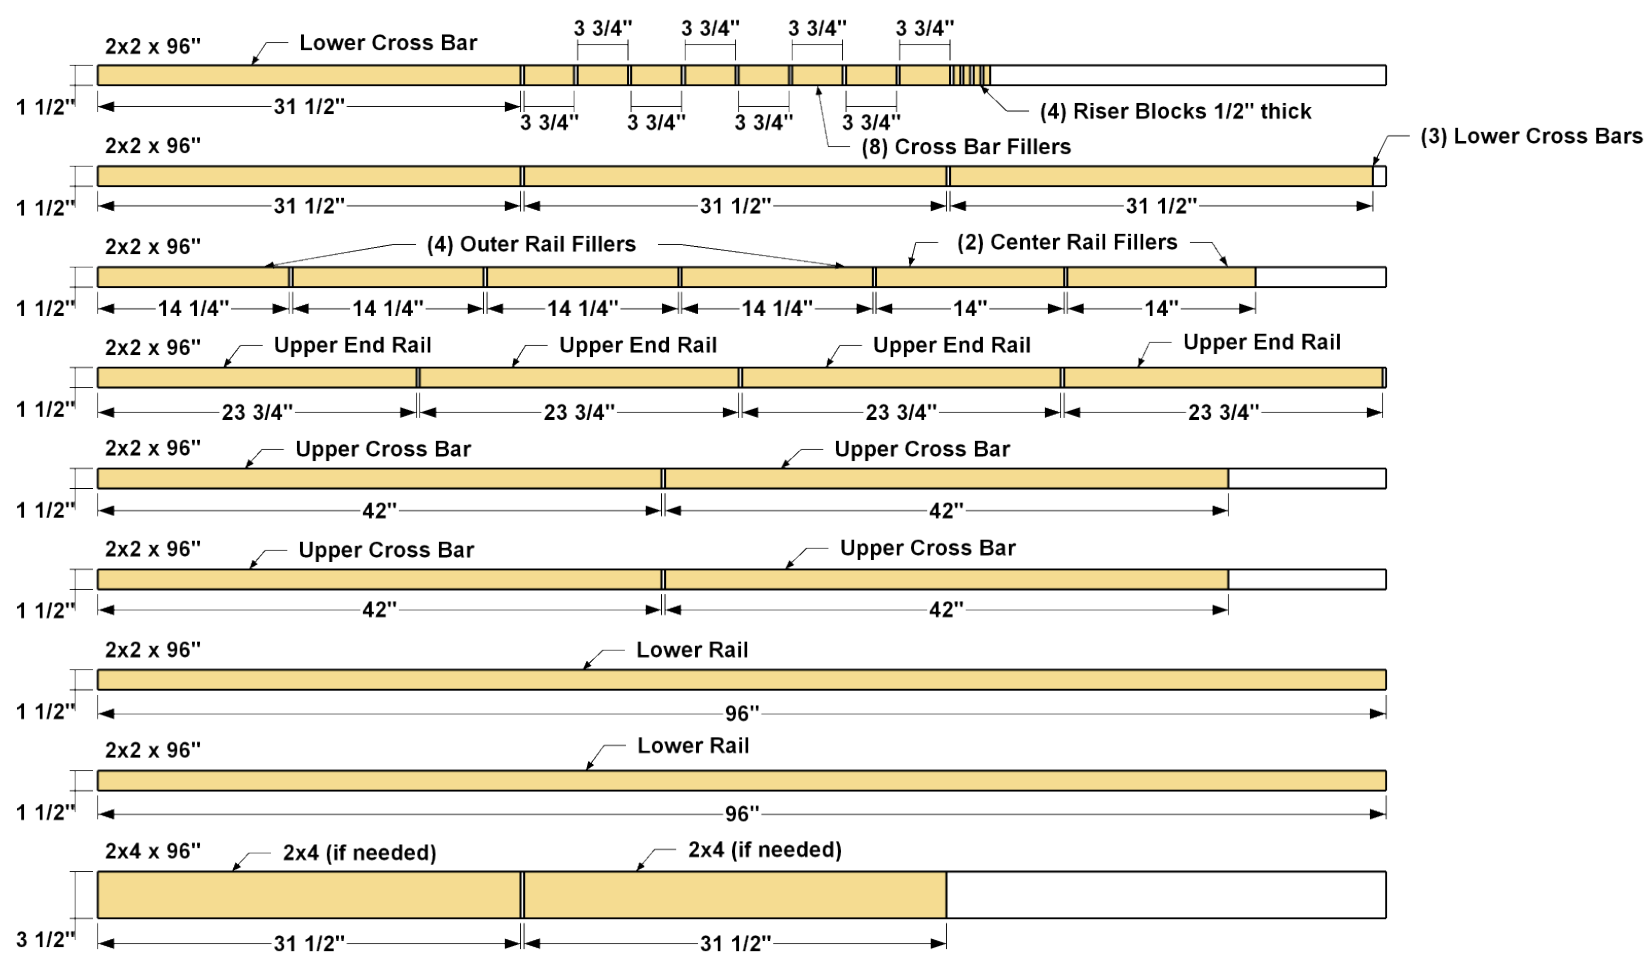 3 3/4" 3 3/4" 3 3/4" 3 3/4"
2x2 x 96" Lower Cross Bar
1 1/2" 31 1/2" (4) Riser Blocks 1/2" thick
3 3/4" 3 3/4" 3 3/4" 3 3/4"
2x2 x 96" (8) Cross Bar Fillers (3) Lower Cross Bars
1 1/2" 31 1/2" 31 1/2" 31 1/2"
2x2 x 96" (4) Outer Rail Fillers (2) Center Rail Fillers
1 1/2" 14 1/4" 14 1/4" 14 1/4" 14 1/4" 14" 14"
2x2 x 96" Upper End Rail Upper End Rail Upper End Rail Upper End Rail
1 1/2" 23 3/4" 23 3/4" 23 3/4" 23 3/4"
2x2 x 96" Upper Cross Bar Upper Cross Bar
1 1/2" 42" 42"
2x2 x 96" Upper Cross Bar Upper Cross Bar
1 1/2" 42" 42"
2x2 x 96" Lower Rail
1 1/2" 96"
2x2 x 96" Lower Rail
1 1/2" 96"
2x4 x 96" 2x4 (if needed) 2x4 (if needed)
3 1/2" 31 1/2" 31 1/2"